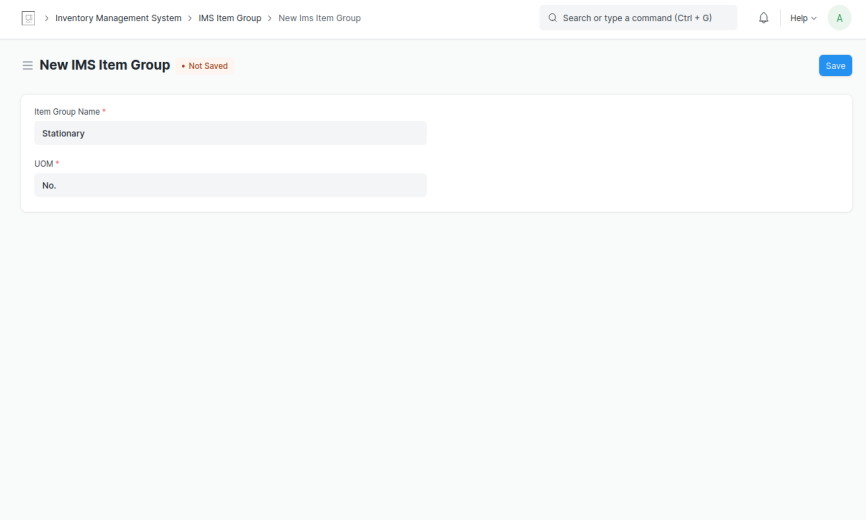 Inventory Management System > IMS Item Group > New Ims Item Group
Search or type a command (Ctrl + G)
Help
A
New IMS Item Group
• Not Saved
Save
Item Group Name *
Stationary
UOM *
No.